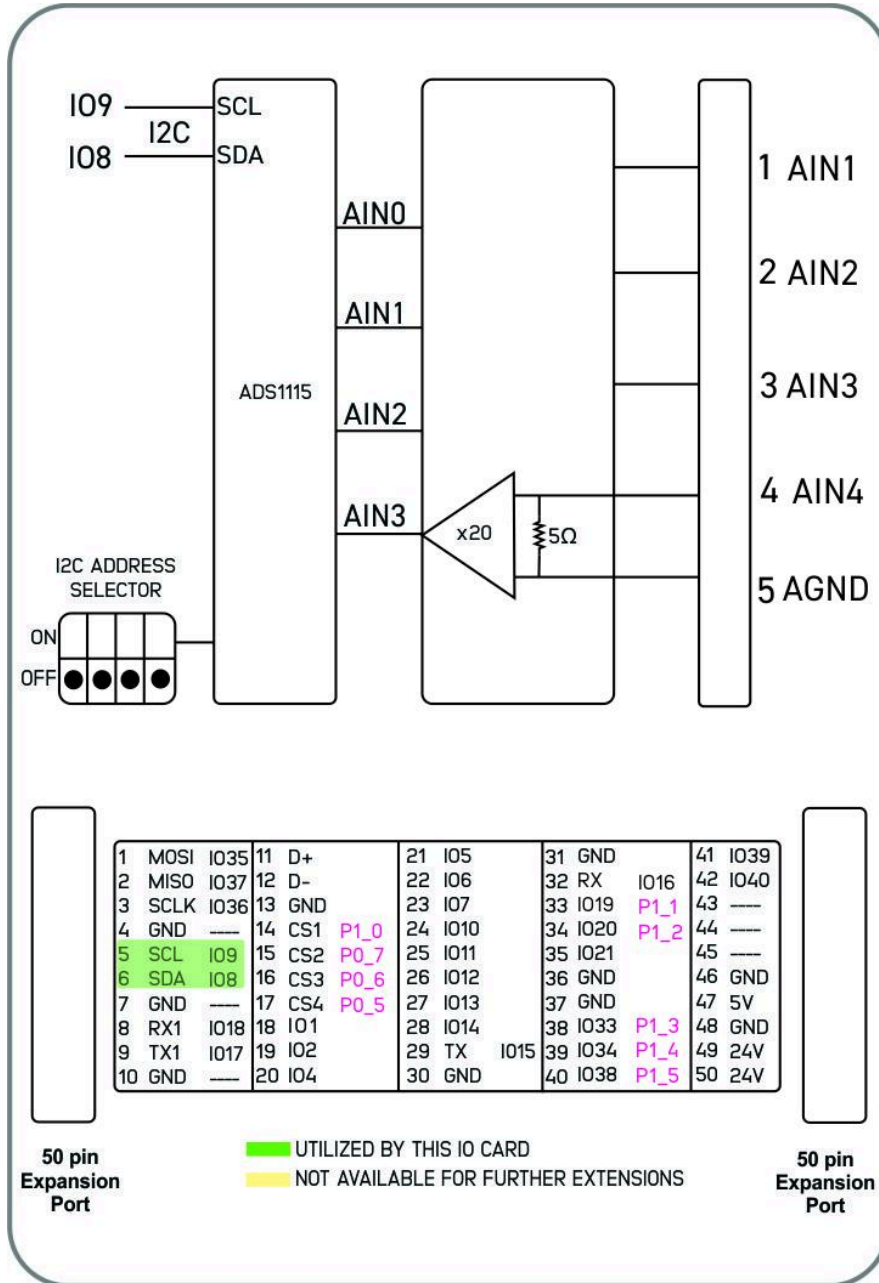 IO9
SCL
I2C
IO8
SDA
1 AIN1
AIN0
2 AIN2
AIN1
3 AIN3
ADS1115
AIN2
4 AIN4
AIN3
x20
5Ω
I2C ADDRESS
SELECTOR
5 AGND
ON
OFF
1 MOSI IO35 11 D+ 21 IO5 31 GND 41 IO39
2 MISO IO37 12 D- 22 IO6 32 RX IO16 42 IO40
3 SCLK IO36 13 GND 23 IO7 33 IO19 P1_1 43 ----
4 GND ---- 14 CS1 P1_0 24 IO10 34 IO20 P1_2 44 ----
5 SCL IO9 15 CS2 P0_7 25 IO11 35 IO21 45 ----
6 SDA IO8 16 CS3 P0_6 26 IO12 36 GND 46 GND
7 GND ---- 17 CS4 P0_5 27 IO13 37 GND 47 5V
8 RX1 IO18 18 IO1 28 IO14 38 IO33 P1_3 48 GND
9 TX1 IO17 19 IO2 29 TX IO15 39 IO34 P1_4 49 24V
10 GND ---- 20 IO4 30 GND 40 IO38 P1_5 50 24V
50 pin
Expansion
Port
UTILIZED BY THIS IO CARD
NOT AVAILABLE FOR FURTHER EXTENSIONS
50 pin
Expansion
Port